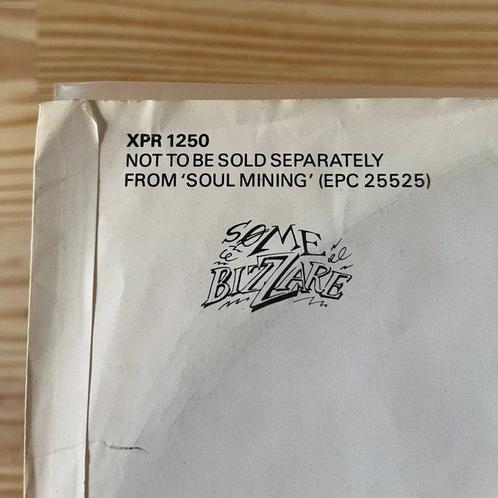 XPR 1250
NOT TO BE SOLD SEPARATELY
FROM ‘SOUL MINING’ (EPC 25525)
SOME
BIZZARE